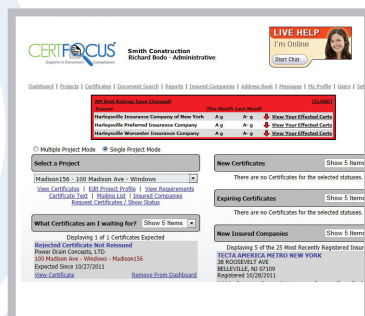 CERTFOCUS
Experts in Document Compliance
Smith Construction
Richard Bodo - Administrative
LIVE HELP
I'm Online
Start Chat
Dashboard | Projects | Certificates | Document Search | Reports | Insured Companies | Address Book | Messages | My Profile | Users | Set
AM Best Ratings have Changed! [CLOSE]
Insurer This Month Last Month
Harleysville Insurance Company of New York A g A- g View Your Effected Certs
Harleysville Preferred Insurance Company A g A- g View Your Effected Certs
Harleysville Worcester Insurance Company A g A- g View Your Effected Certs
Multiple Project Mode Single Project Mode
Select a Project
Madison156 - 100 Madison Ave - Windows
View Certificates | Edit Project Profile | View Requirements
Certificate Text | Mailing List | Insured Companies
Request Certificates / Show Status
What Certificates am I waiting for? Show 5 Items
Displaying 1 of 1 Certificates Expected
Rejected Certificate Not Reissued
Power Drain Concepts, LTD
100 Madison Ave - Windows - Madison156
Expected Since 10/27/2011
View Certificate Remove From Dashboard
New Certificates Show 5 Items
There are no Certificates for the selected statuses.
Expiring Certificates Show 5 Items
There are no Certificates for the selected statuses.
New Insured Companies Show 5 Items
Displaying 5 of the 25 Most Recently Registered Insur
TECTA AMERICA METRO NEW YORK
38 ROOSEVELT AVE
BELLEVILLE, NJ 07109
Registered 10/28/2011